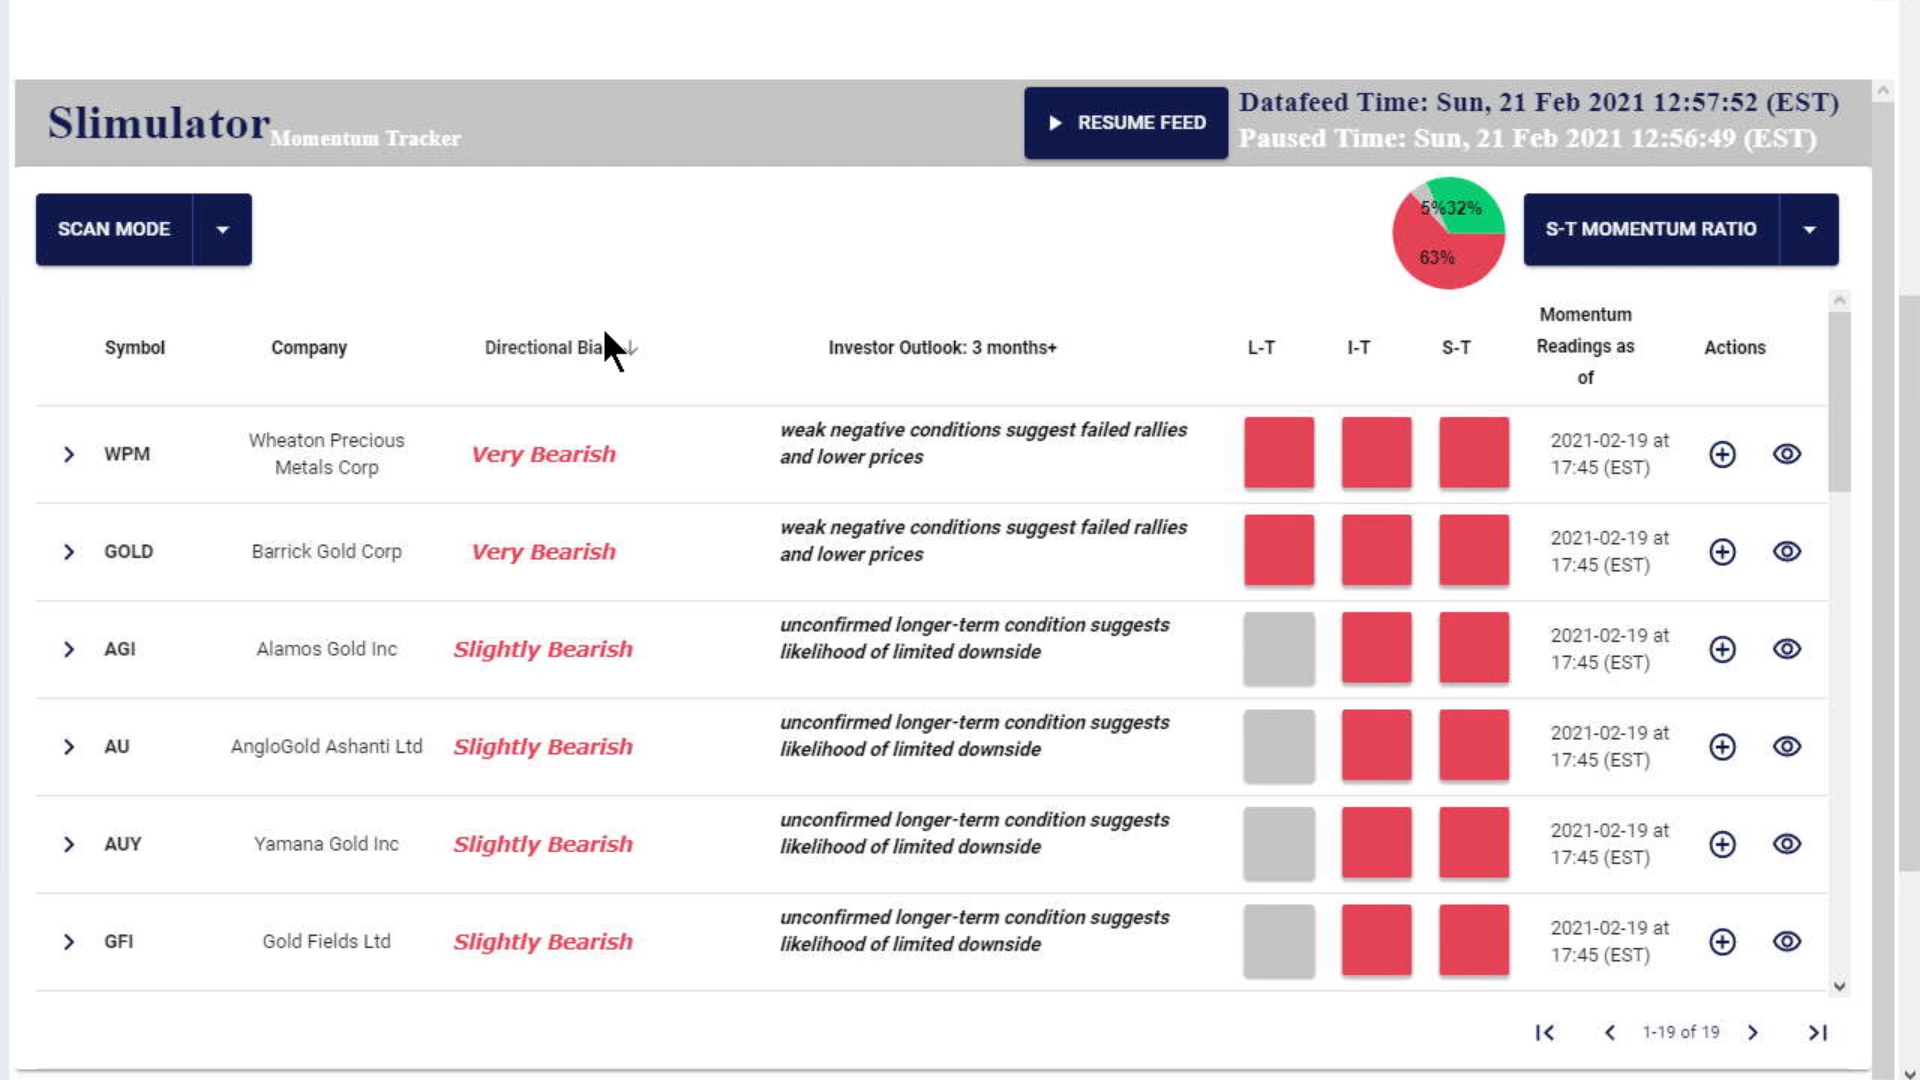 Slimulator Momentum Tracker
RESUME FEED
Datafeed Time: Sun, 21 Feb 2021 12:57:52 (EST)
Paused Time: Sun, 21 Feb 2021 12:56:49 (EST)
SCAN MODE
5% 32%
63%
S-T MOMENTUM RATIO
Symbol
Company
Directional Bia
Investor Outlook: 3 months+
L-T
I-T
S-T
Momentum
Readings as
of
Actions
WPM
Wheaton Precious
Metals Corp
Very Bearish
weak negative conditions suggest failed rallies
and lower prices
2021-02-19 at
17:45 (EST)
GOLD
Barrick Gold Corp
Very Bearish
weak negative conditions suggest failed rallies
and lower prices
2021-02-19 at
17:45 (EST)
AGI
Alamos Gold Inc
Slightly Bearish
unconfirmed longer-term condition suggests
likelihood of limited downside
2021-02-19 at
17:45 (EST)
AU
AngloGold Ashanti Ltd
Slightly Bearish
unconfirmed longer-term condition suggests
likelihood of limited downside
2021-02-19 at
17:45 (EST)
AUY
Yamana Gold Inc
Slightly Bearish
unconfirmed longer-term condition suggests
likelihood of limited downside
2021-02-19 at
17:45 (EST)
GFI
Gold Fields Ltd
Slightly Bearish
unconfirmed longer-term condition suggests
likelihood of limited downside
2021-02-19 at
17:45 (EST)
1-19 of 19